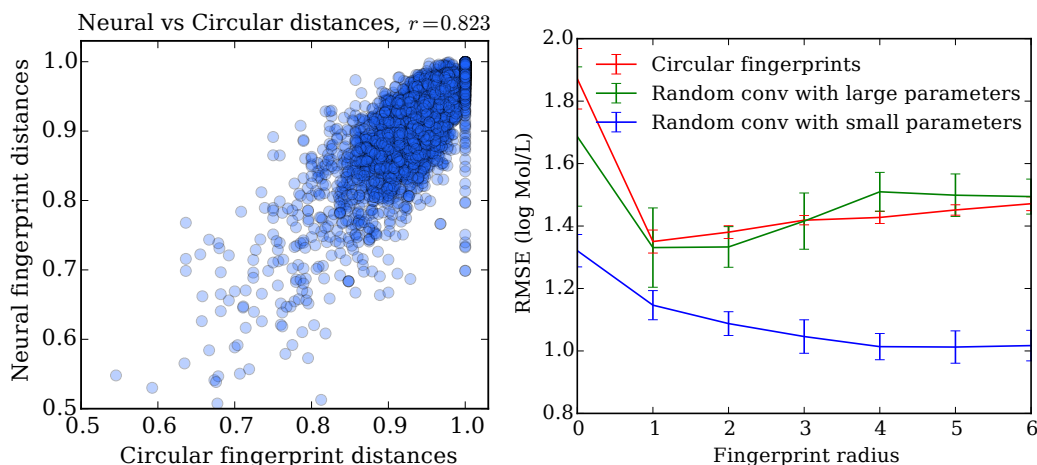 Neural vs Circular distances, r=0.823
Neural fingerprint distances
1.0
0.9
0.8
0.7
0.6
0.5
0.5 0.6 0.7 0.8 0.9 1.0
Circular fingerprint distances
RMSE (log Mol/L)
2.0
1.8
1.6
1.4
1.2
1.0
0.8
Circular fingerprints
Random conv with large parameters
Random conv with small parameters
0 1 2 3 4 5 6
Fingerprint radius